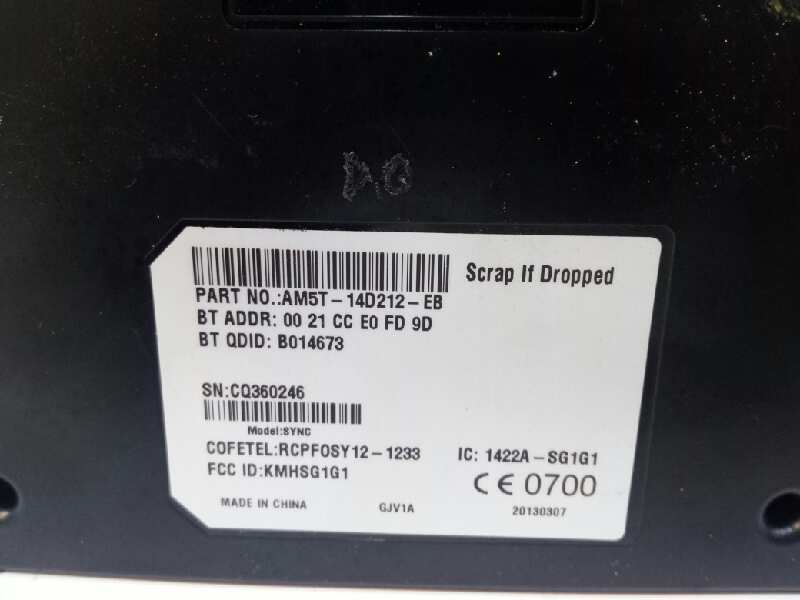 Scrap If Dropped
PART NO.:AM5T-14D212-EB
BT ADDR: 00 21 CC E0 FD 9D
BT QDID: B014673
SN:CQ360246
Model:SYNC
COFETEL:RCPFOSY12-1233 IC: 1422A-SG1G1
FCC ID:KMHSG1G1
CE 0700
MADE IN CHINA GJV1A 20130307